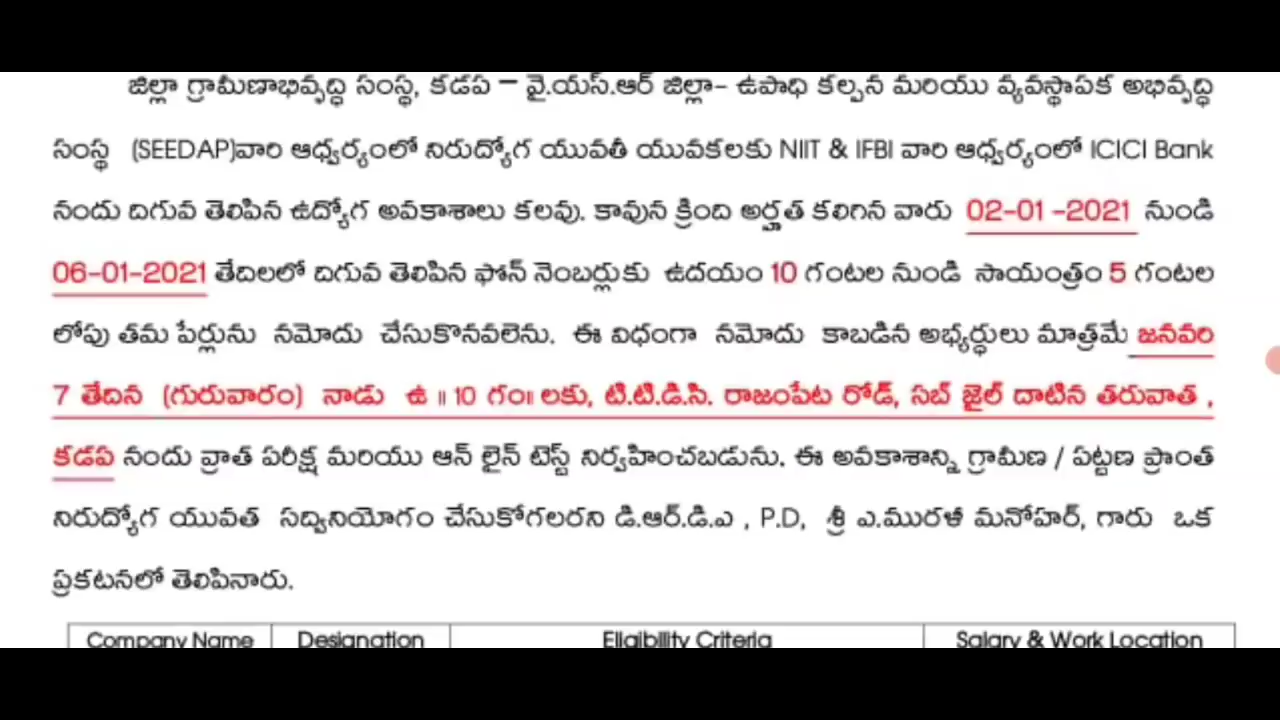 జిల్లా గ్రామీణాభివృద్ధి సంస్థ, కడప – వై.యస్.ఆర్ జిల్లా- ఉపాధి కల్పన మరియు వ్యవస్థాపక అభివృద్ధి
సంస్థ (SEEDAP)వారి ఆధ్వర్యంలో నిరుద్యోగ యువతీ యువకలకు NIIT & IFBI వారి ఆధ్వర్యంలో ICICI Bank
నందు దిగువ తెలిపిన ఉద్యోగ అవకాశాలు కలవు. కావున క్రింది అర్హత కలిగిన వారు 02-01 -2021 నుండి
06-01-2021 తేదిలలో దిగువ తెలిపిన ఫోన్ నెంబర్లుకు ఉదయం 10 గంటల నుండి సాయంత్రం 5 గంటల
లోపు తమ పేర్లును నమోదు చేసుకొనవలెను. ఈ విధంగా నమోదు కాబడిన అభ్యర్ధులు మాత్రమే జనవరి
7 తేదిన (గురువారం) నాడు ఉ ॥ 10 గం॥ లకు, టి.టి.డి.సి. రాజంపేట రోడ్, సబ్ జైల్ దాటిన తరువాత ,
కడప నందు వ్రాత పరీక్ష మరియు ఆన్ లైన్ టెస్ట్ నిర్వహించబడును. ఈ అవకాశాన్ని గ్రామీణ / పట్టణ ప్రాంత
నిరుద్యోగ యువత సద్వినియోగం చేసుకోగలరని డి.ఆర్.డి.ఎ , P.D, శ్రీ ఎ.మురళీ మనోహర్, గారు ఒక
ప్రకటనలో తెలిపినారు.
Company Name Designation Eligibility Criteria Salary & Work Location